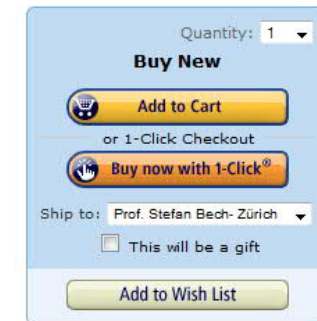 Quantity: 1
Buy New
Add to Cart
or 1-Click Checkout
Buy now with 1-Click®
Ship to: Prof. Stefan Bech- Zürich
This will be a gift
Add to Wish List